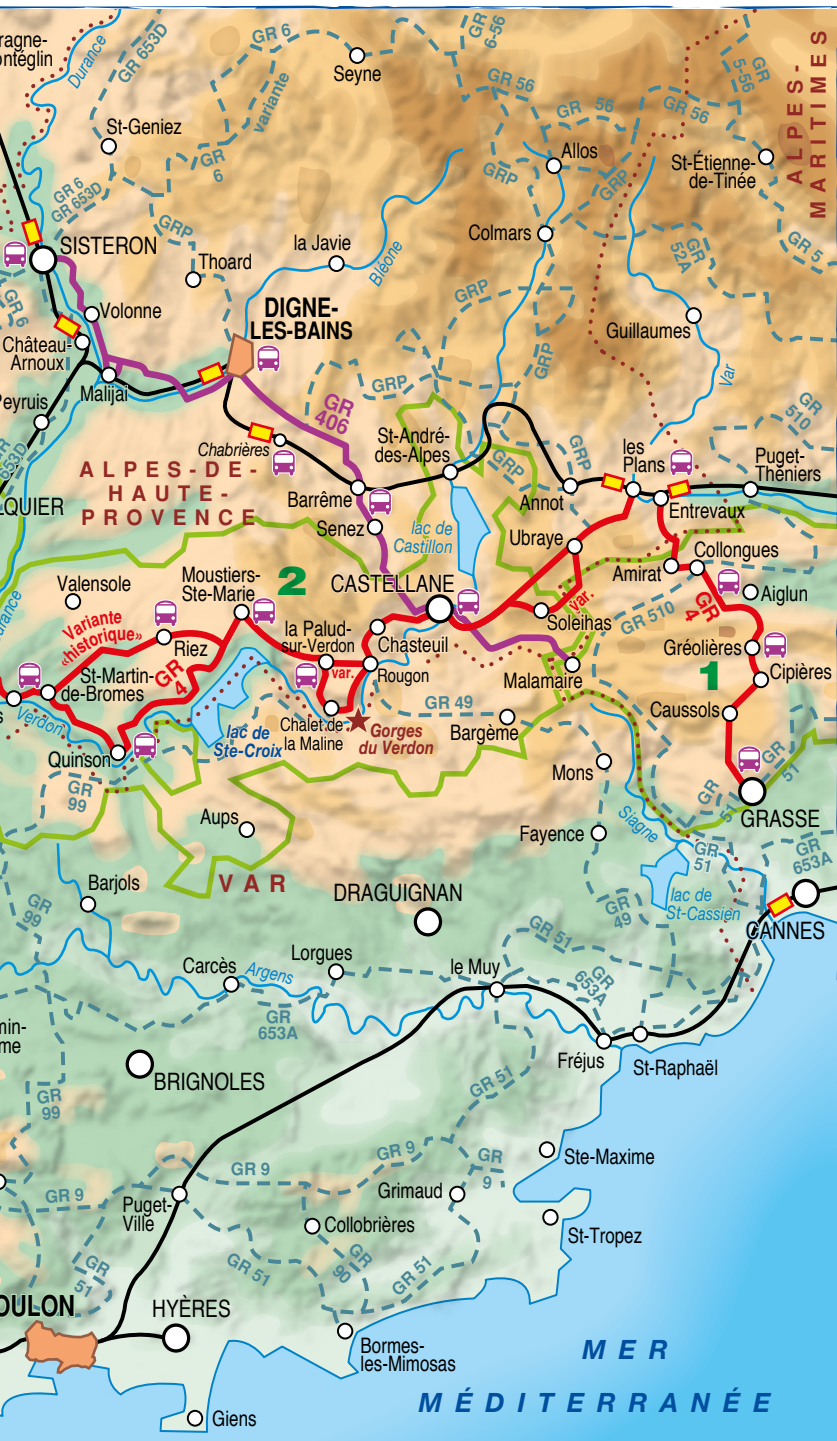 ragne-
ontéglin
Durance
GR 653D
GR 6
variante
Seyne
GR
6-56
GR 56
GR 56
GR 56
GR
5-56
ALPES-
MARITIMES
St-Geniez
GR
6
Allos
St-Étienne-
de-Tinée
GRP
GRP
GR 6
GR 653D
GRP
Colmars
GR
52A
GR 5
SISTERON
Thoard
la Javie
Bléone
GR 6
Volonne
DIGNE-
LES-BAINS
GRP
Guillaumes
Château-
Arnoux
Var
GRP
Malijai
GRP
Peyruis
GR
406
GR
510
GR
653D
Chabrières
St-André-
des-Alpes
GRP
GRP
les
Plans
Puget-
Théniers
ALPES-DE-
HAUTE-
PROVENCE
LQUIER
Barrême
Annot
Entrevaux
Senez
lac de
Castillon
Ubraye
Collongues
Amirat
Valensole
Moustiers-
Ste-Marie
2
CASTELLANE
Aiglun
urance
Variante
«historique»
var.
GR 510
GR
4
Soleihas
la Palud-
sur-Verdon
Chasteuil
Riez
Gréolières
St-Martin-
de-Bromes
GR
4
var.
Rougon
Malamaire
1
Cipières
s
Verdon
GR 49
Caussols
lac de
Ste-Croix
Chalet de
la Maline
Gorges
du Verdon
Bargème
Quinson
Mons
GR
99
GR
51
GR
51
GRASSE
Aups
Siagne
Fayence
GR
51
GR
653A
VAR
Barjols
DRAGUIGNAN
lac de
St-Cassien
GR
99
GR
49
CANNES
GR 51
Carcès
Argens
Lorgues
le Muy
GR
653A
GR
653A
min-
me
Fréjus
St-Raphaël
BRIGNOLES
GR 51
GR
99
GR 9
Ste-Maxime
GR 9
GR
9
GR 9
Puget-
Ville
Grimaud
Collobrières
St-Tropez
GR
51
GR 51
GR
90
GR 51
OULON
HYÈRES
Bormes-
les-Mimosas
MER
MÉDITERRANÉE
Giens